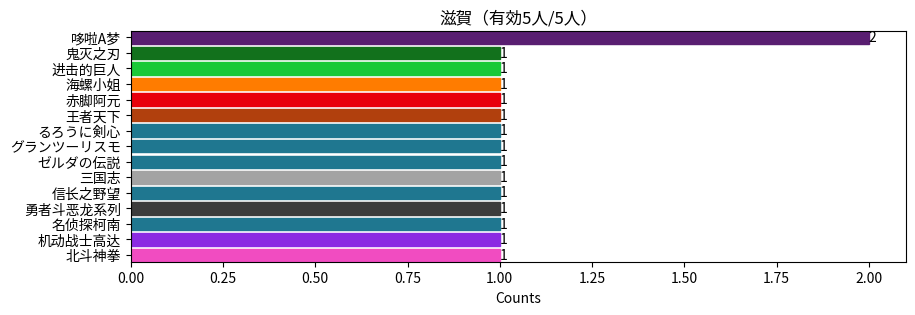 滋賀（有効5人/5人）
哆啦A梦 2
鬼灭之刃 1
进击的巨人 1
海螺小姐 1
赤脚阿元 1
王者天下 1
るろうに剣心 1
グランツーリスモ 1
ゼルダの伝説 1
三国志 1
信长之野望 1
勇者斗恶龙系列 1
名侦探柯南 1
机动战士高达 1
北斗神拳 1
0.00 0.25 0.50 0.75 1.00 1.25 1.50 1.75 2.00
Counts